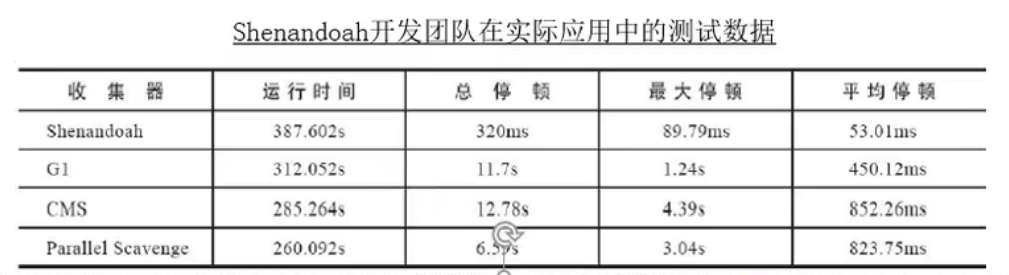 Shenandoah开发团队在实际应用中的测试数据
收集器 运行时间 总停顿 最大停顿 平均停顿
Shenandoah 387.602s 320ms 89.79ms 53.01ms
G1 312.052s 11.7s 1.24s 450.12ms
CMS 285.264s 12.78s 4.39s 852.26ms
Parallel Scavenge 260.092s 3.04s 823.75ms